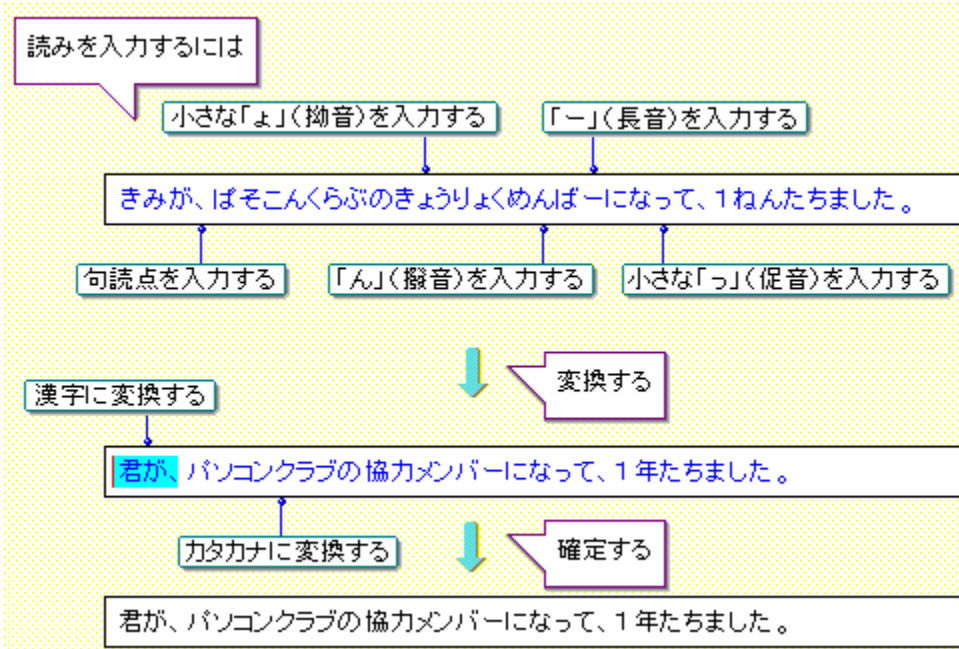 読みを入力するには
小さな「ょ」（拗音）を入力する
「ー」（長音）を入力する
きみが、ぱそこんくらぶのきょうりょくめんばーになって、１ねんたちました。
句読点を入力する
「ん」（撥音）を入力する
小さな「っ」（促音）を入力する
変換する
漢字に変換する
君が、パソコンクラブの協力メンバーになって、１年たちました。
カタカナに変換する
確定する
君が、パソコンクラブの協力メンバーになって、１年たちました。